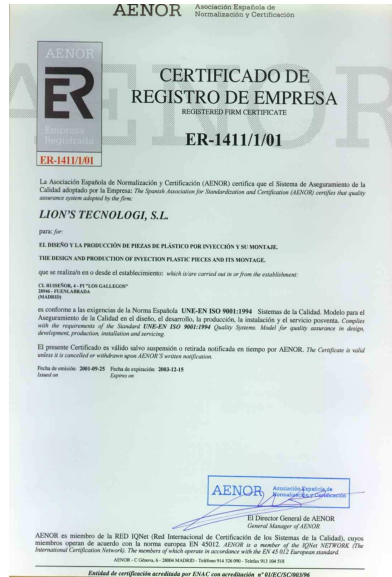 AENOR Asociación Española de
Normalización y Certificación
AENOR
ER
Empresa
Registrada
ER-1411/1/01
CERTIFICADO DE
REGISTRO DE EMPRESA
REGISTERED FIRM CERTIFICATE
ER-1411/1/01
La Asociación Española de Normalización y Certificación (AENOR) certifica que el Sistema de Aseguramiento de la
Calidad adoptado por la Empresa: The Spanish Association for Standardization and Certification (AENOR) certifies that quality
assurance system adopted by the firm:
LION'S TECNOLOGI, S.L.
para: for:
EL DISEÑO Y LA PRODUCCIÓN DE PIEZAS DE PLÁSTICO POR INYECCIÓN Y SU MONTAJE.
THE DESIGN AND PRODUCTION OF INYECTION PLASTIC PIECES AND ITS MONTAGE.
que se realiza/n en o desde el establecimiento: which is/are carried out in or from the establishment:
CL RUISEÑOR, 4 - PI "LOS GALLEGOS"
28946 - FUENLABRADA
(MADRID)
es conforme a las exigencias de la Norma Española UNE-EN ISO 9001:1994 Sistemas de la Calidad. Modelo para el
Aseguramiento de la Calidad en el diseño, el desarrollo, la producción, la instalación y el servicio posventa. Complies
with the requirements of the Standard UNE-EN ISO 9001:1994 Quality Systems. Model for quality assurance in design,
development, production, installation and servicing.
El presente Certificado es válido salvo suspensión o retirada notificada en tiempo por AENOR. The Certificate is valid
unless it is cancelled or withdrawn upon AENOR'S written notification.
Fecha de emisión: 2001-09-25 Fecha de expiración: 2003-12-15
Issued on Expires on
AENOR Asociación Española de
Normalización y Certificación
El Director General de AENOR
General Manager of AENOR
AENOR es miembro de la RED IQNet (Red Internacional de Certificación de los Sistemas de la Calidad), cuyos
miembros operan de acuerdo con la norma europea EN 45012. AENOR is a member of the IQNet NETWORK (The
International Certification Network). The members of which operate in accordance with the EN 45 012 European standard.
AENOR - C Génova, 6 - 28004 MADRID - Teléfono 914 326 090 - Telefax 913 104 518
Entidad de certificación acreditada por ENAC con acreditación nº 01/EC/SC003/96